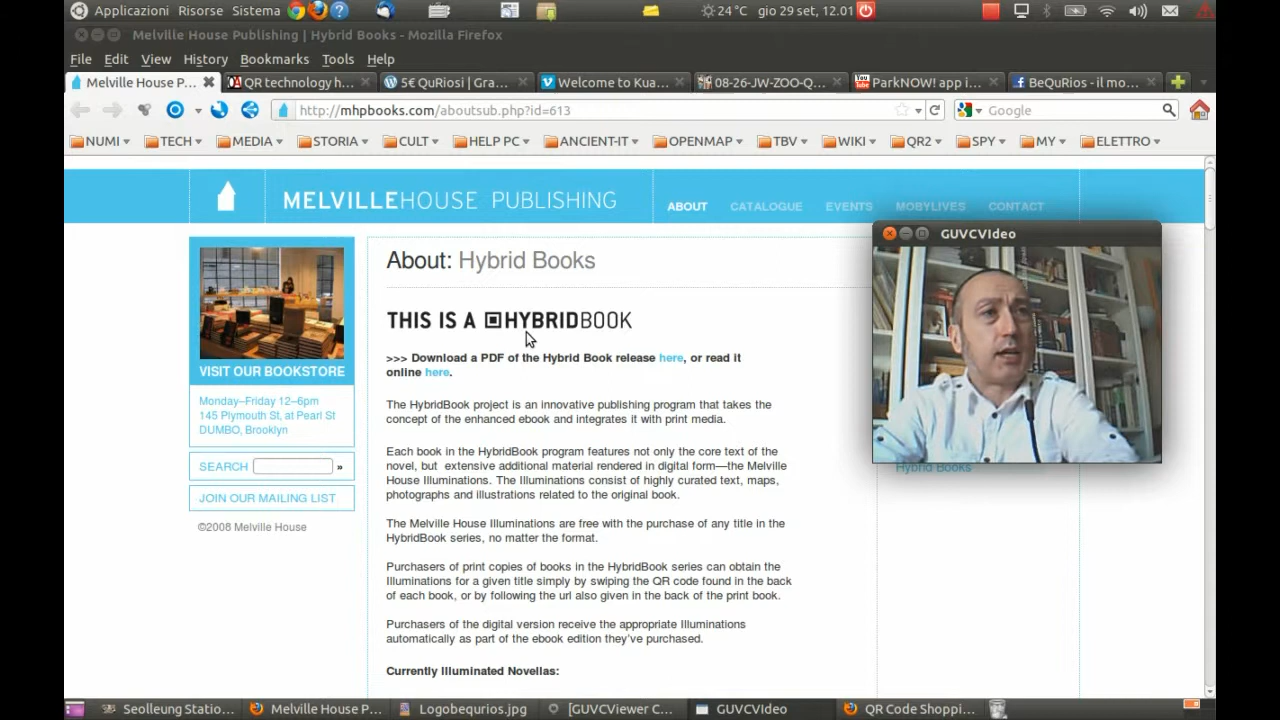 Applicazioni Risorse Sistema 24°C gio 29 set, 12.01
Melville House Publishing | Hybrid Books - Mozilla Firefox
File Edit View History Bookmarks Tools Help
Melville House P... QR technology h... 5€ QuRiosi | Gra... Welcome to Kua... 08-26-JW-ZOO-Q... ParkNOW! app i... BeQuRios - il mo...
http://mhpbooks.com/aboutsub.php?id=613 Google
NUMI TECH MEDIA STORIA CULT HELP PC ANCIENT-IT OPENMAP TBV WIKI QR2 SPY MY ELETTRO
MELVILLEHOUSE PUBLISHING ABOUT CATALOGUE EVENTS MOBYLIVES CONTACT
GUVCVIdeo
About: Hybrid Books
THIS IS A HYBRIDBOOK
>>> Download a PDF of the Hybrid Book release here, or read it
online here.
VISIT OUR BOOKSTORE
Monday–Friday 12–6pm
145 Plymouth St, at Pearl St
DUMBO, Brooklyn
SEARCH »
JOIN OUR MAILING LIST
©2008 Melville House
The HybridBook project is an innovative publishing program that takes the
concept of the enhanced ebook and integrates it with print media.
Each book in the HybridBook program features not only the core text of the
novel, but extensive additional material rendered in digital form—the Melville
House Illuminations. The Illuminations consist of highly curated text, maps,
photographs and illustrations related to the original book.
Hybrid Books
The Melville House Illuminations are free with the purchase of any title in the
HybridBook series, no matter the format.
Purchasers of print copies of books in the HybridBook series can obtain the
Illuminations for a given title simply by swiping the QR code found in the back
of each book, or by following the url also given in the back of the print book.
Purchasers of the digital version receive the appropriate Illuminations
automatically as part of the ebook edition they've purchased.
Currently Illuminated Novellas:
Seolleung Statio... Melville House P... Logobequrios.jpg [GUVCViewer C... GUVCVIdeo QR Code Shoppi...